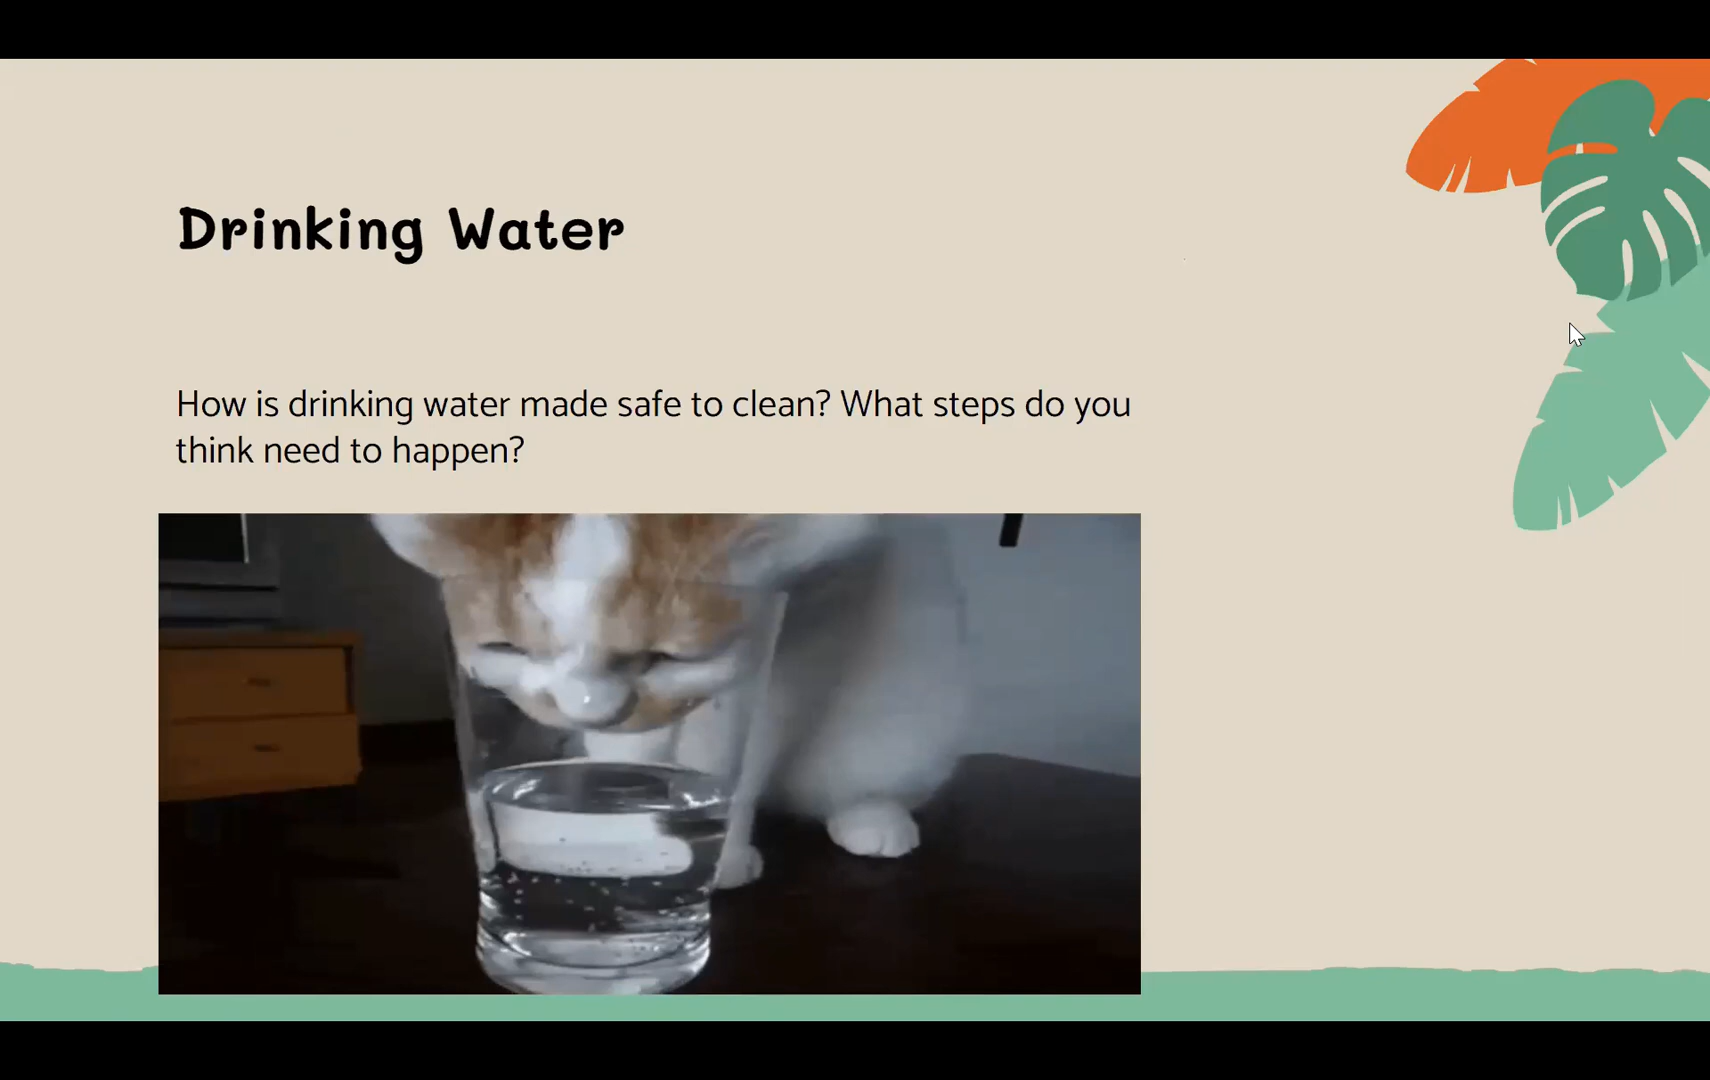 Drinking Water
How is drinking water made safe to clean? What steps do you
think need to happen?